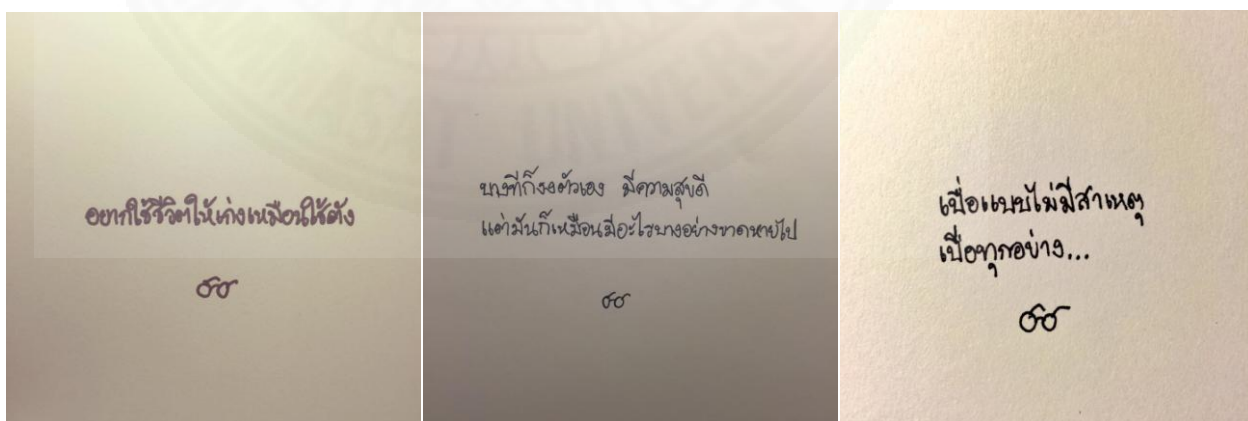 อยากใช้ชีวิตให้เก่งเหมือนใช้ตัง
บางทีก็งงตัวเอง มีความสุขดี
แต่มันก็เหมือนมีอะไรบางอย่างขาดหายไป
เบื่อแบบไม่มีสาเหตุ
เบื่อทุกอย่าง...